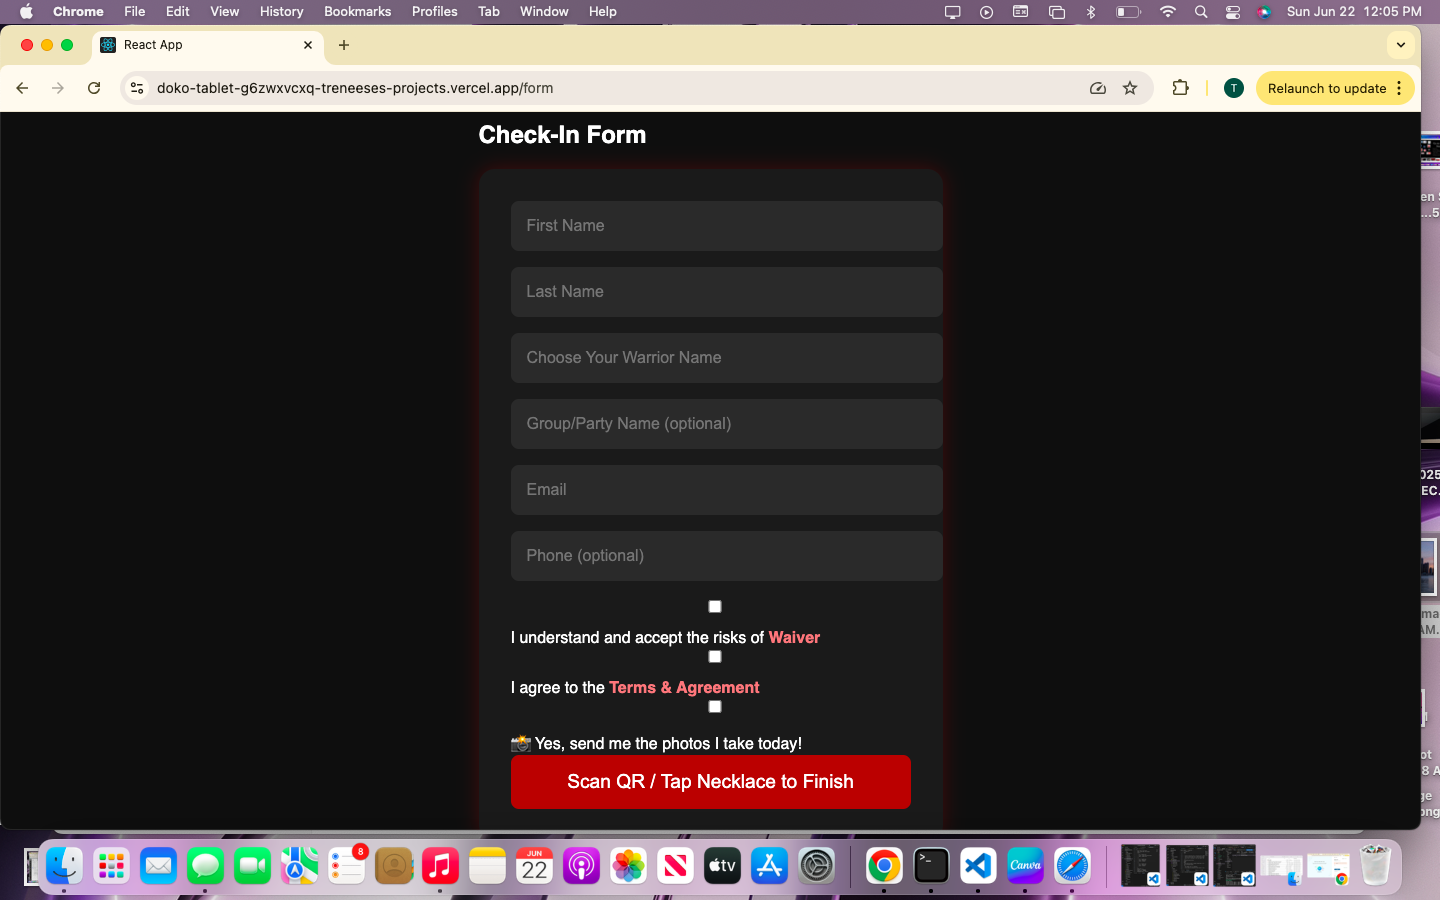 Chrome File Edit View History Bookmarks Profiles Tab Window Help Sun Jun 22 12:05 PM
React App
doko-tablet-g6zwxvcxq-treneeses-projects.vercel.app/form
T
Relaunch to update
Check-In Form
First Name
Last Name
Choose Your Warrior Name
Group/Party Name (optional)
Email
Phone (optional)
I understand and accept the risks of Waiver
I agree to the Terms & Agreement
📸 Yes, send me the photos I take today!
Scan QR / Tap Necklace to Finish
8
JUN
22
tv
Canva